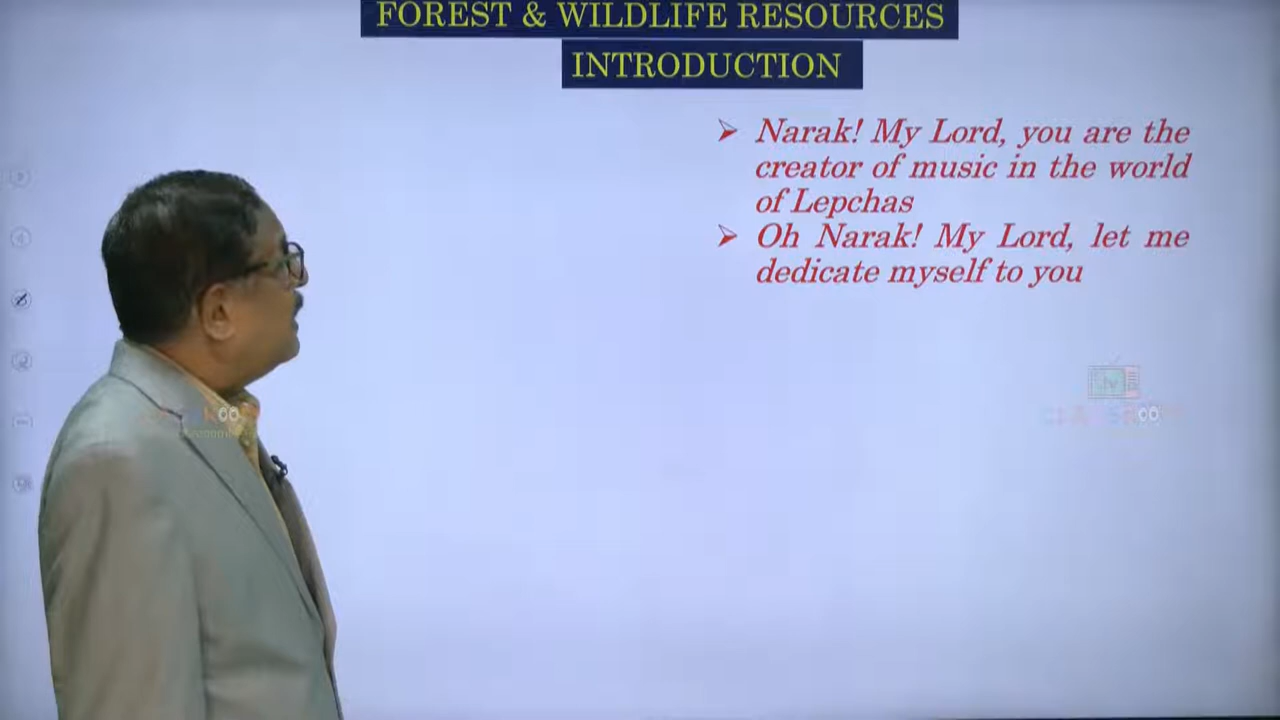 FOREST & WILDLIFE RESOURCES
INTRODUCTION
Narak! My Lord, you are the
creator of music in the world
of Lepchas
Oh Narak! My Lord, let me
dedicate myself to you
tv